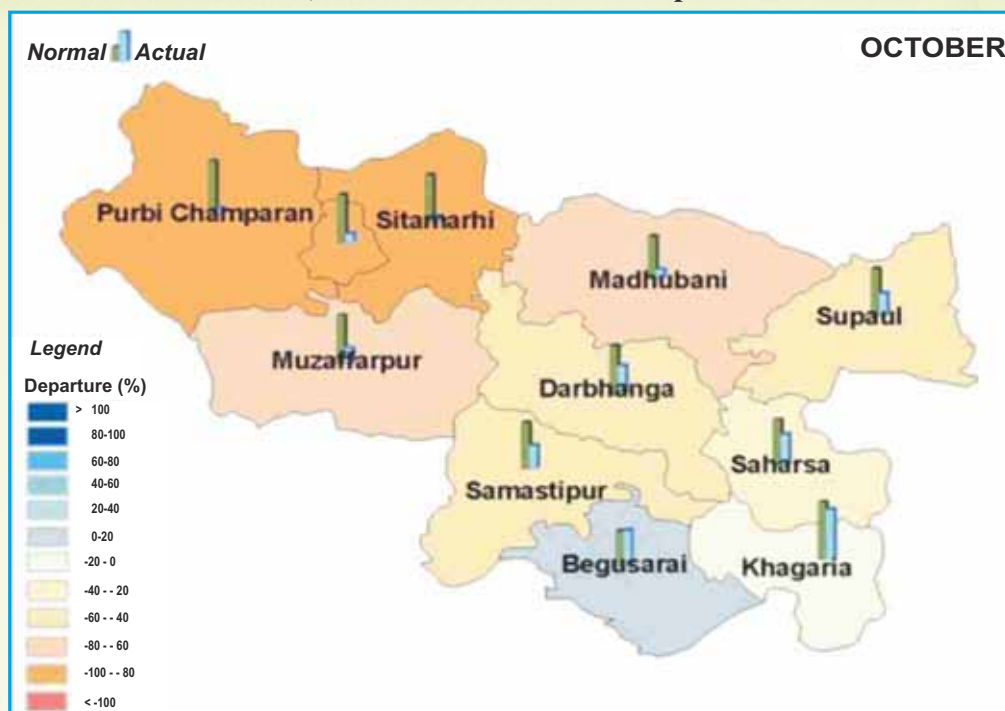 Normal Actual
OCTOBER
Purbi Champaran
Sitamarhi
Madhubani
Supaul
Muzaffarpur
Darbhanga
Saharsa
Samastipur
Begusarai
Khagaria
Legend
Departure (%)
> 100
80-100
60-80
40-60
20-40
0-20
-20 - 0
-40 - - 20
-60 - - 40
-80 - - 60
-100 - - 80
< -100